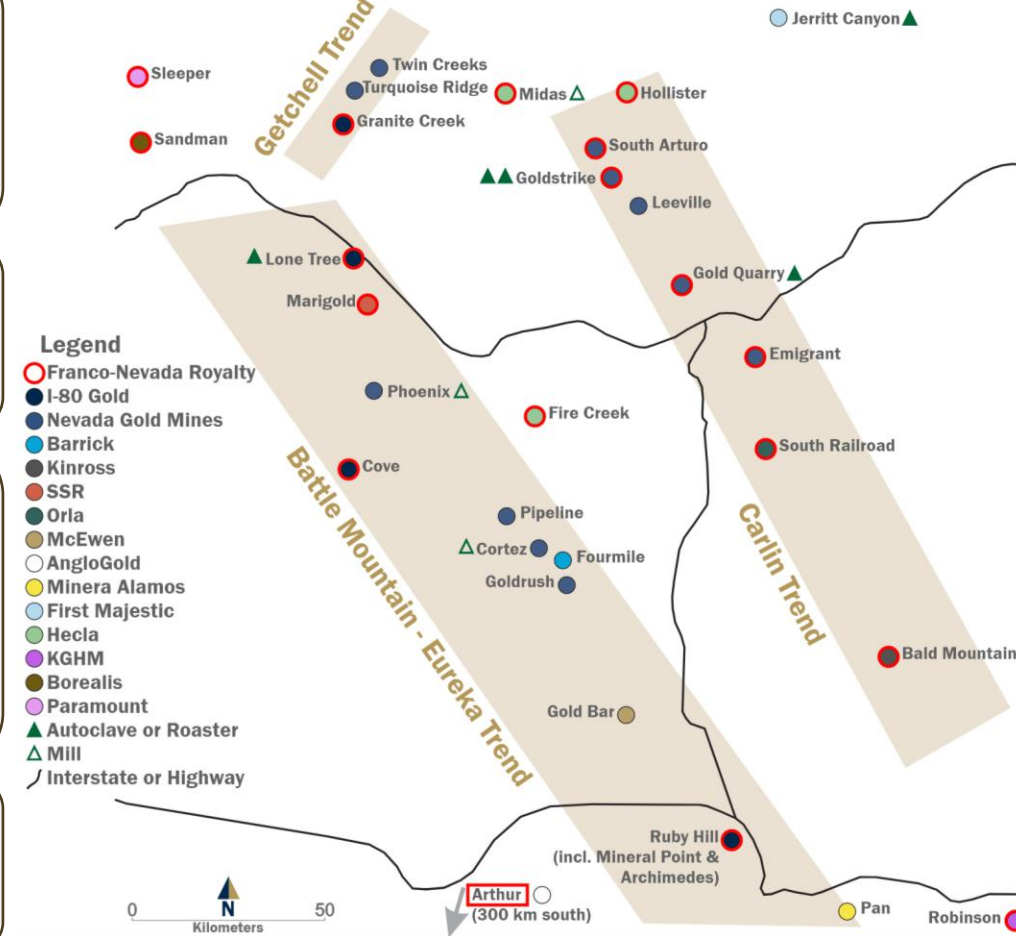 Jerritt Canyon
Getchell Trend
Twin Creeks
Sleeper
Turquoise Ridge
Midas
Hollister
Granite Creek
Sandman
South Arturo
Goldstrike
Leeville
Lone Tree
Gold Quarry
Marigold
Emigrant
Phoenix
Fire Creek
South Railroad
Cove
Battle Mountain - Eureka Trend
Pipeline
Carlin Trend
Cortez
Fourmile
Goldrush
Bald Mountain
Gold Bar
Legend
Franco-Nevada Royalty
I-80 Gold
Nevada Gold Mines
Barrick
Kinross
SSR
Orla
McEwen
AngloGold
Minera Alamos
First Majestic
Hecla
KGHM
Borealis
Paramount
Autoclave or Roaster
Mill
Interstate or Highway
Ruby Hill
(incl. Mineral Point &
Archimedes)
Arthur
(300 km south)
Pan
Robinson
N
0 50
Kilometers